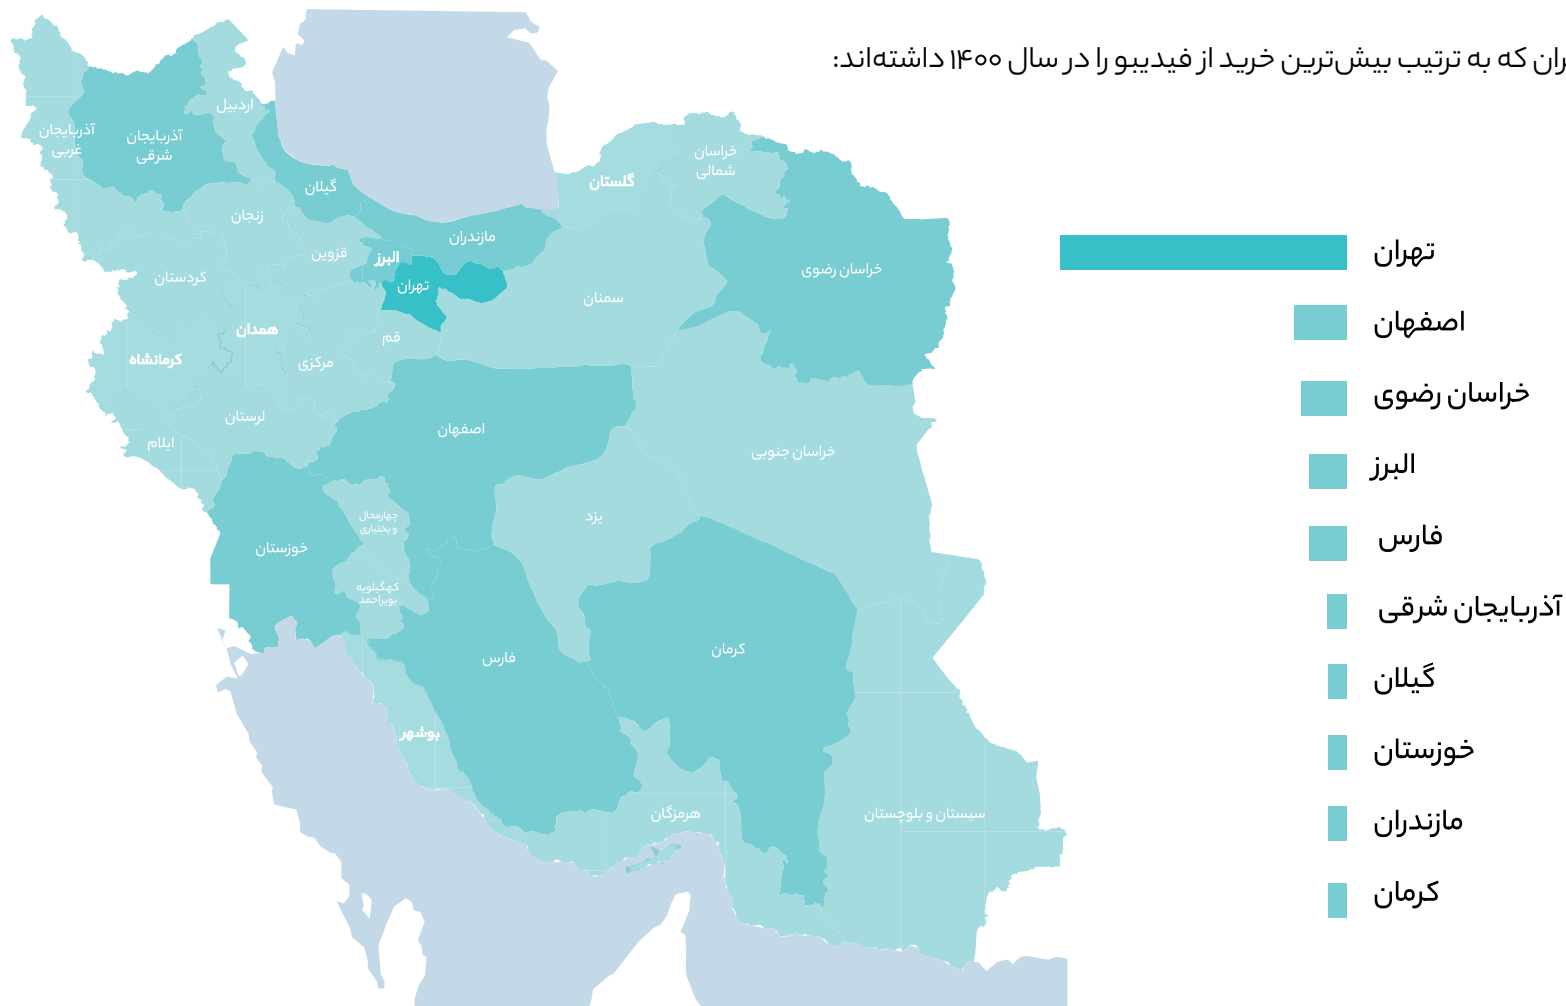 که به ترتیب بیش‌ترین خرید از فیدیبو را در سال ۱۴۰۰ داشته‌اند:
تهران
اصفهان
خراسان رضوی
البرز
فارس
آذربایجان شرقی
گیلان
خوزستان
مازندران
کرمان
آذربایجان
غربی
آذربایجان
شرقی
اردبیل
گیلان
زنجان
قزوین
مازندران
البرز
تهران
گلستان
خراسان
شمالی
خراسان رضوی
سمنان
کردستان
همدان
کرمانشاه
مرکزی
قم
لرستان
ایلام
اصفهان
خراسان جنوبی
یزد
چهارمحال
و بختیاری
خوزستان
کهگیلویه
بویراحمد
فارس
کرمان
بوشهر
هرمزگان
سیستان و بلوچستان